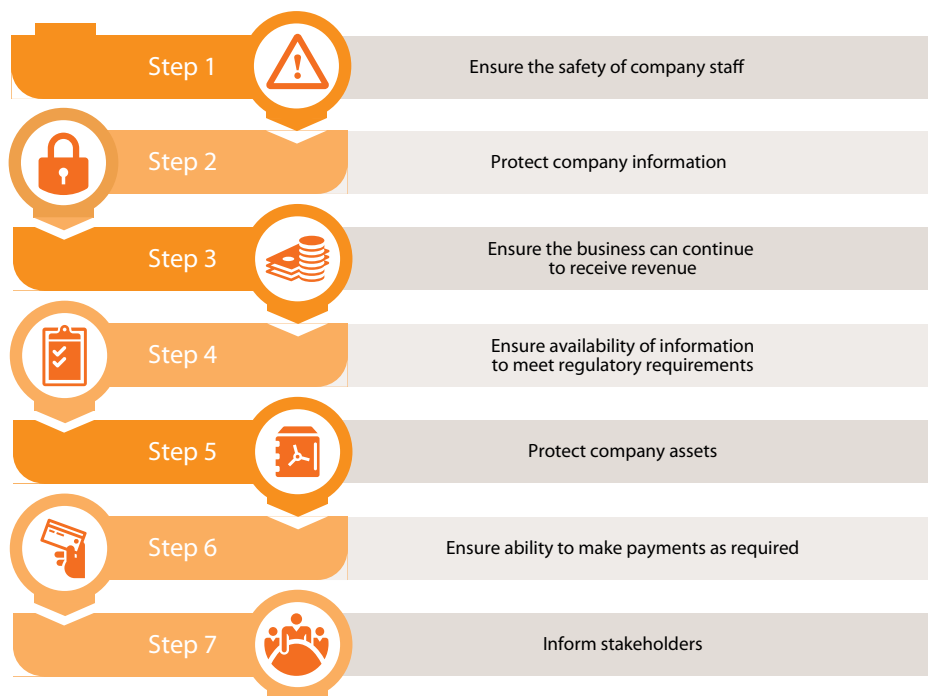 Step 1
Ensure the safety of company staff
Step 2
Protect company information
Step 3
Ensure the business can continue
to receive revenue
Step 4
Ensure availability of information
to meet regulatory requirements
Step 5
Protect company assets
Step 6
Ensure ability to make payments as required
Step 7
Inform stakeholders